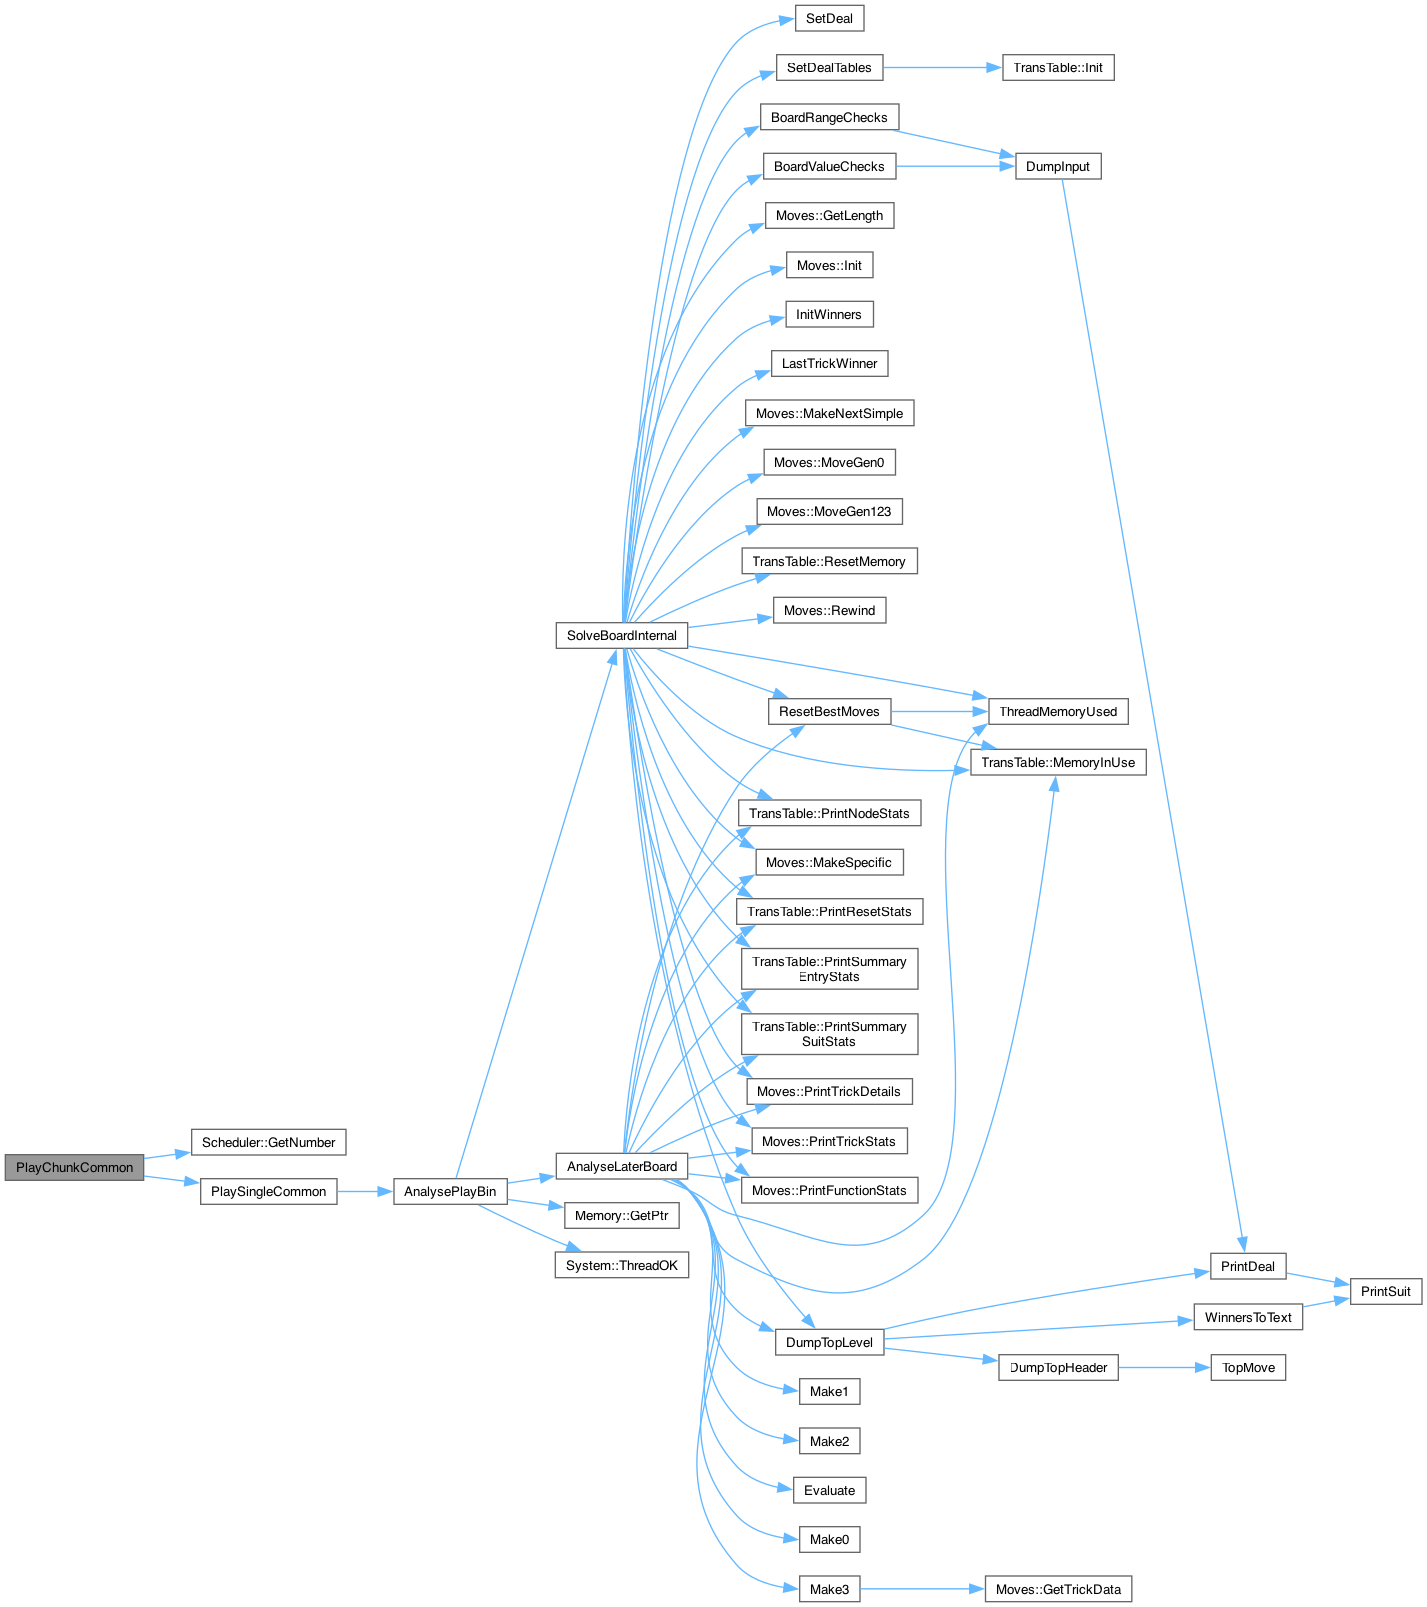 SetDeal
SetDealTables
TransTable::Init
BoardRangeChecks
BoardValueChecks
DumpInput
Moves::GetLength
Moves::Init
InitWinners
LastTrickWinner
Moves::MakeNextSimple
Moves::MoveGen0
Moves::MoveGen123
TransTable::ResetMemory
Moves::Rewind
SolveBoardInternal
ResetBestMoves
ThreadMemoryUsed
TransTable::MemoryInUse
TransTable::PrintNodeStats
Moves::MakeSpecific
TransTable::PrintResetStats
TransTable::PrintSummary
EntryStats
TransTable::PrintSummary
SuitStats
Moves::PrintTrickDetails
Scheduler::GetNumber
Moves::PrintTrickStats
PlayChunkCommon
AnalyseLaterBoard
PlaySingleCommon
AnalysePlayBin
Moves::PrintFunctionStats
Memory::GetPtr
System::ThreadOK
PrintDeal
PrintSuit
WinnersToText
DumpTopLevel
DumpTopHeader
TopMove
Make1
Make2
Evaluate
Make0
Make3
Moves::GetTrickData